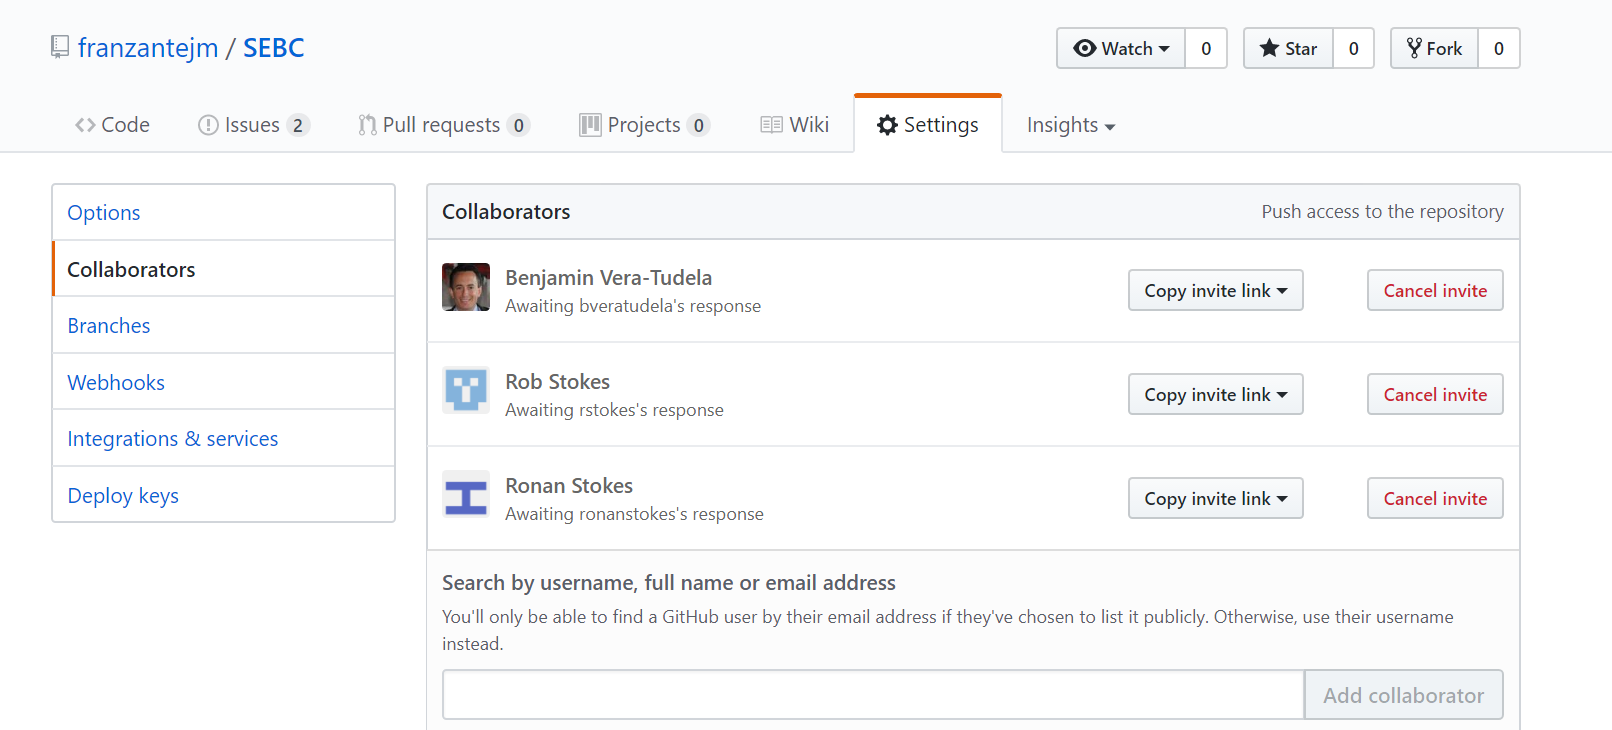 franzantejm / SEBC
Watch 0 Star 0 Fork 0
Code Issues 2 Pull requests 0 Projects 0 Wiki Settings Insights
Options
Collaborators
Branches
Webhooks
Integrations & services
Deploy keys
Collaborators Push access to the repository
Benjamin Vera-Tudela
Awaiting bveratudela's response
Copy invite link Cancel invite
Rob Stokes
Awaiting rstokes's response
Copy invite link Cancel invite
Ronan Stokes
Awaiting ronanstokes's response
Copy invite link Cancel invite
Search by username, full name or email address
You'll only be able to find a GitHub user by their email address if they've chosen to list it publicly. Otherwise, use their username
instead.
Add collaborator